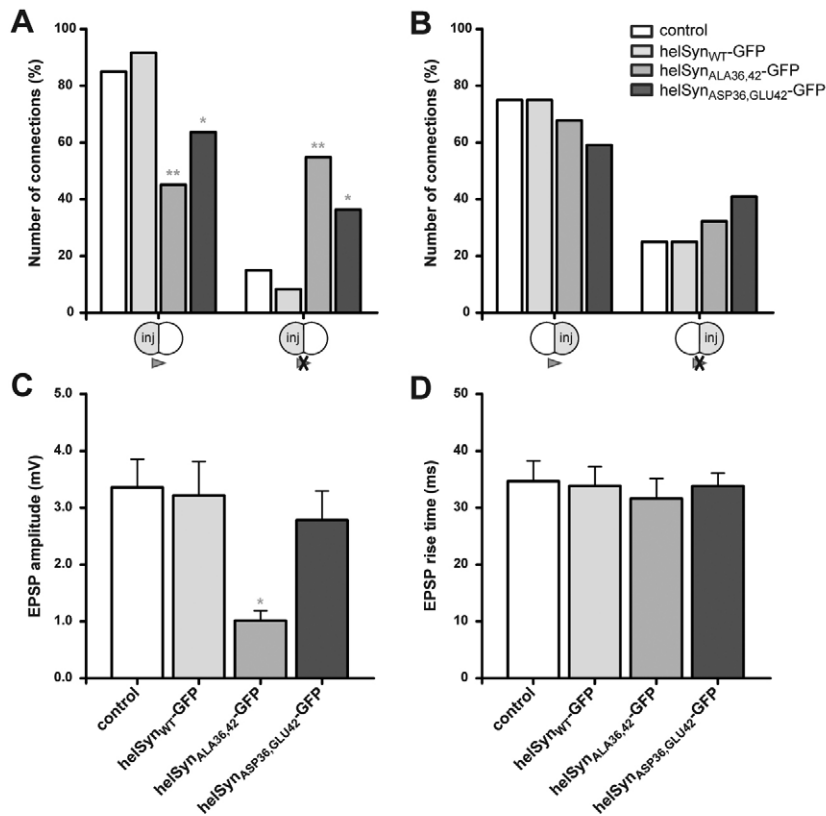 A
Number of connections (%)
100
80
60
40
20
0
*
**
**
*
inj
inj
X
B
Number of connections (%)
100
80
60
40
20
0
control
helSynWT-GFP
helSynALA36,42-GFP
helSynASP36,GLU42-GFP
inj
inj
X
C
EPSP amplitude (mV)
5.0
4.0
3.0
2.0
1.0
0.0
*
control
helSynWT-GFP
helSynALA36,42-GFP
helSynASP36,GLU42-GFP
D
EPSP rise time (ms)
50
40
30
20
10
0
control
helSynWT-GFP
helSynALA36,42-GFP
helSynASP36,GLU42-GFP